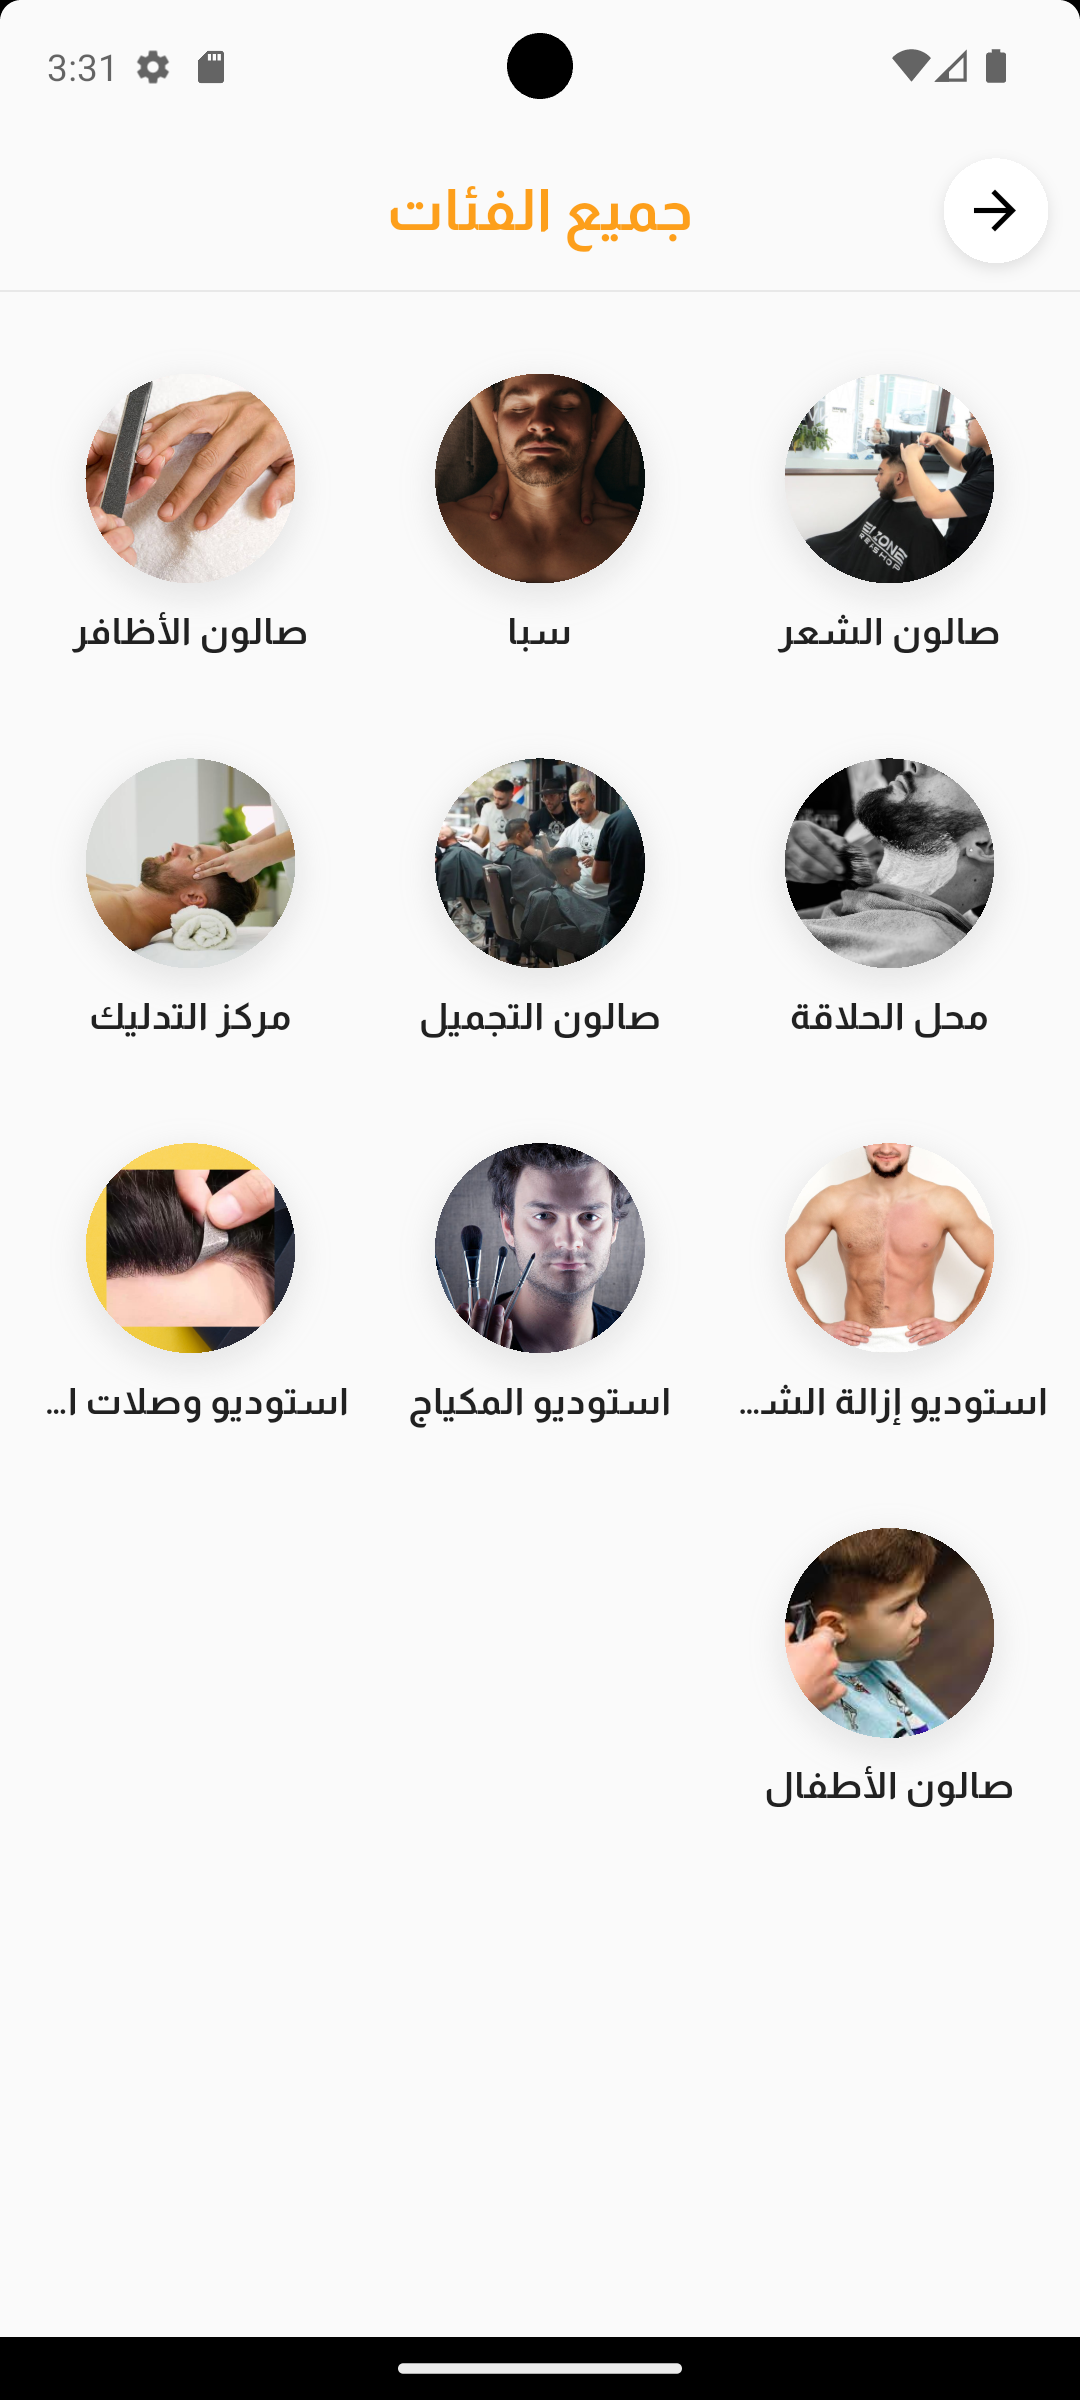 3:31
جميع الفئات
صالون الشعر
سبا
صالون الأظافر
محل الحلاقة
صالون التجميل
مركز التدليك
استوديو إزالة الشـ...
استوديو المكياج
استوديو وصلات ا...
صالون الأطفال